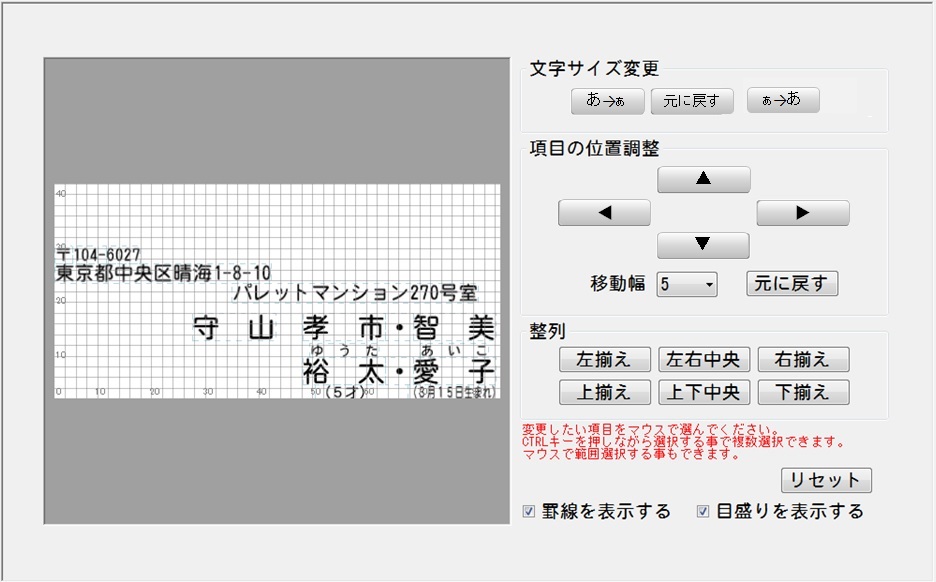 40
30
〒104-6027
東京都中央区晴海1-8-10
パレットマンション270号室
20
守 山 孝 市・智 美
10
ゆ う た あ い こ
裕 太・愛 子
0 10 20 30 40 50 60
(5才) (8月15日生まれ)
文字サイズ変更
あ→ぁ 元に戻す ぁ→あ
項目の位置調整
▲
◀ ▶
▼
移動幅 5 元に戻す
整列
左揃え 左右中央 右揃え
上揃え 上下中央 下揃え
変更したい項目をマウスで選んでください。
CTRLキーを押しながら選択する事で複数選択できます。
マウスで範囲選択する事もできます。
リセット
罫線を表示する 目盛りを表示する